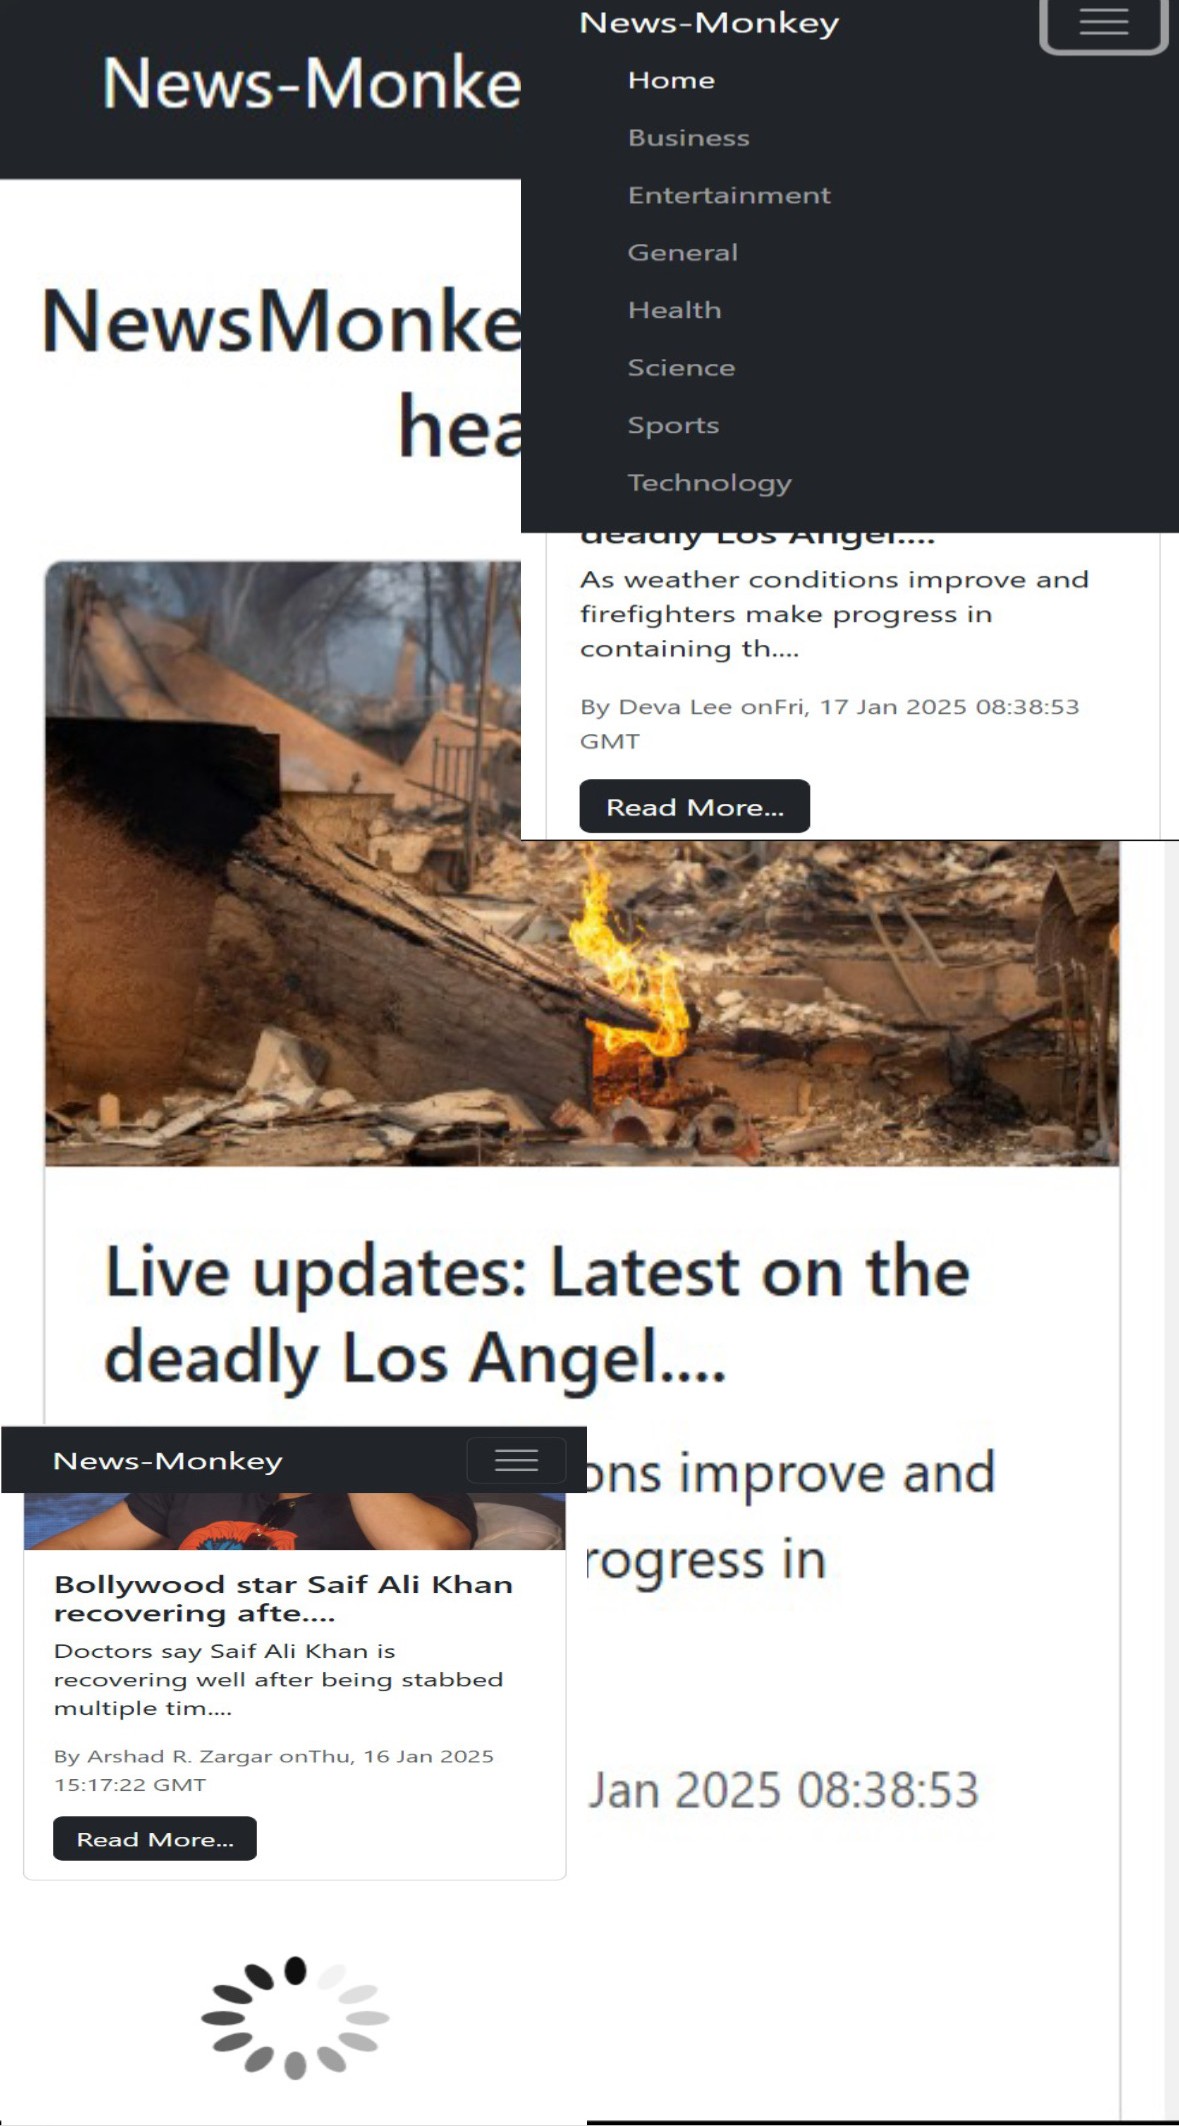 News-Monke
NewsMonke
hea
News-Monkey
Home
Business
Entertainment
General
Health
Science
Sports
Technology
deadly Los Angel....
As weather conditions improve and
firefighters make progress in
containing th....
By Deva Lee onFri, 17 Jan 2025 08:38:53
GMT
Read More...
Live updates: Latest on the
deadly Los Angel....
ons improve and
rogress in
Jan 2025 08:38:53
News-Monkey
Bollywood star Saif Ali Khan
recovering afte....
Doctors say Saif Ali Khan is
recovering well after being stabbed
multiple tim....
By Arshad R. Zargar onThu, 16 Jan 2025
15:17:22 GMT
Read More...